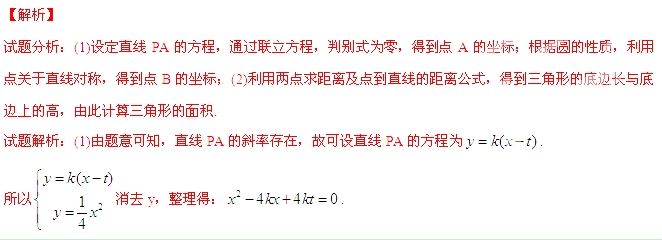 【解析】
试题分析：(1)设定直线 PA 的方程，通过联立方程，判别式为零，得到点 A 的坐标；根据圆的性质，利用
点关于直线对称，得到点 B 的坐标；(2)利用两点求距离及点到直线的距离公式，得到三角形的底边长与底
边上的高，由此计算三角形的面积.
试题解析：(1)由题意可知，直线 PA 的斜率存在，故可设直线 PA 的方程为 y = k(x−t) .
所以 { y = k(x−t) y = 1/4 x² 消去 y，整理得： x² − 4kx + 4kt = 0 .